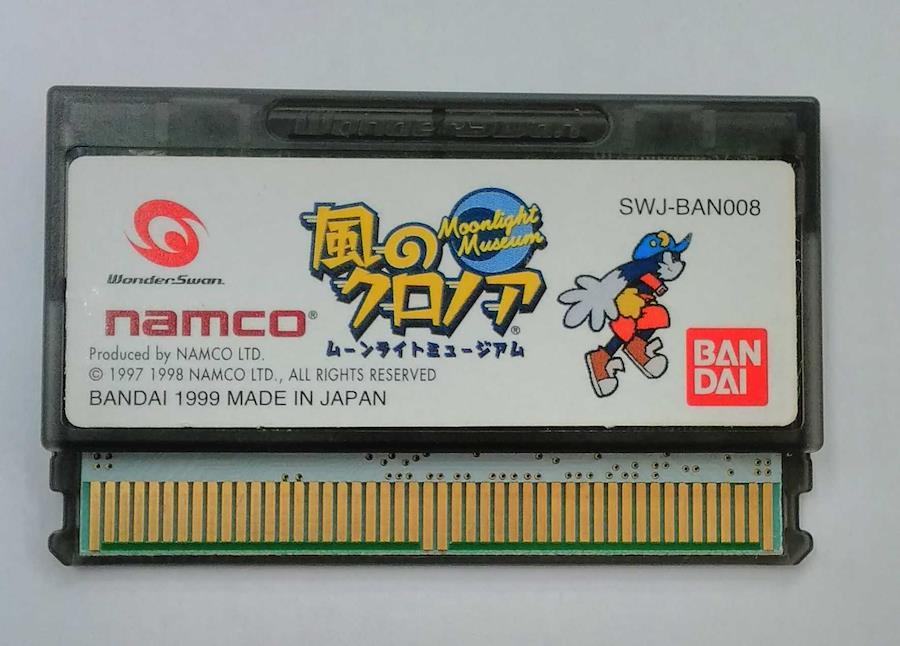 WonderSwan
SWJ-BAN008
WonderSwan
Moonlight
Museum
風の
クロノア®
ムーンライトミュージアム
namco®
Produced by NAMCO LTD.
© 1997 1998 NAMCO LTD., ALL RIGHTS RESERVED
BANDAI 1999 MADE IN JAPAN
BAN
DAI